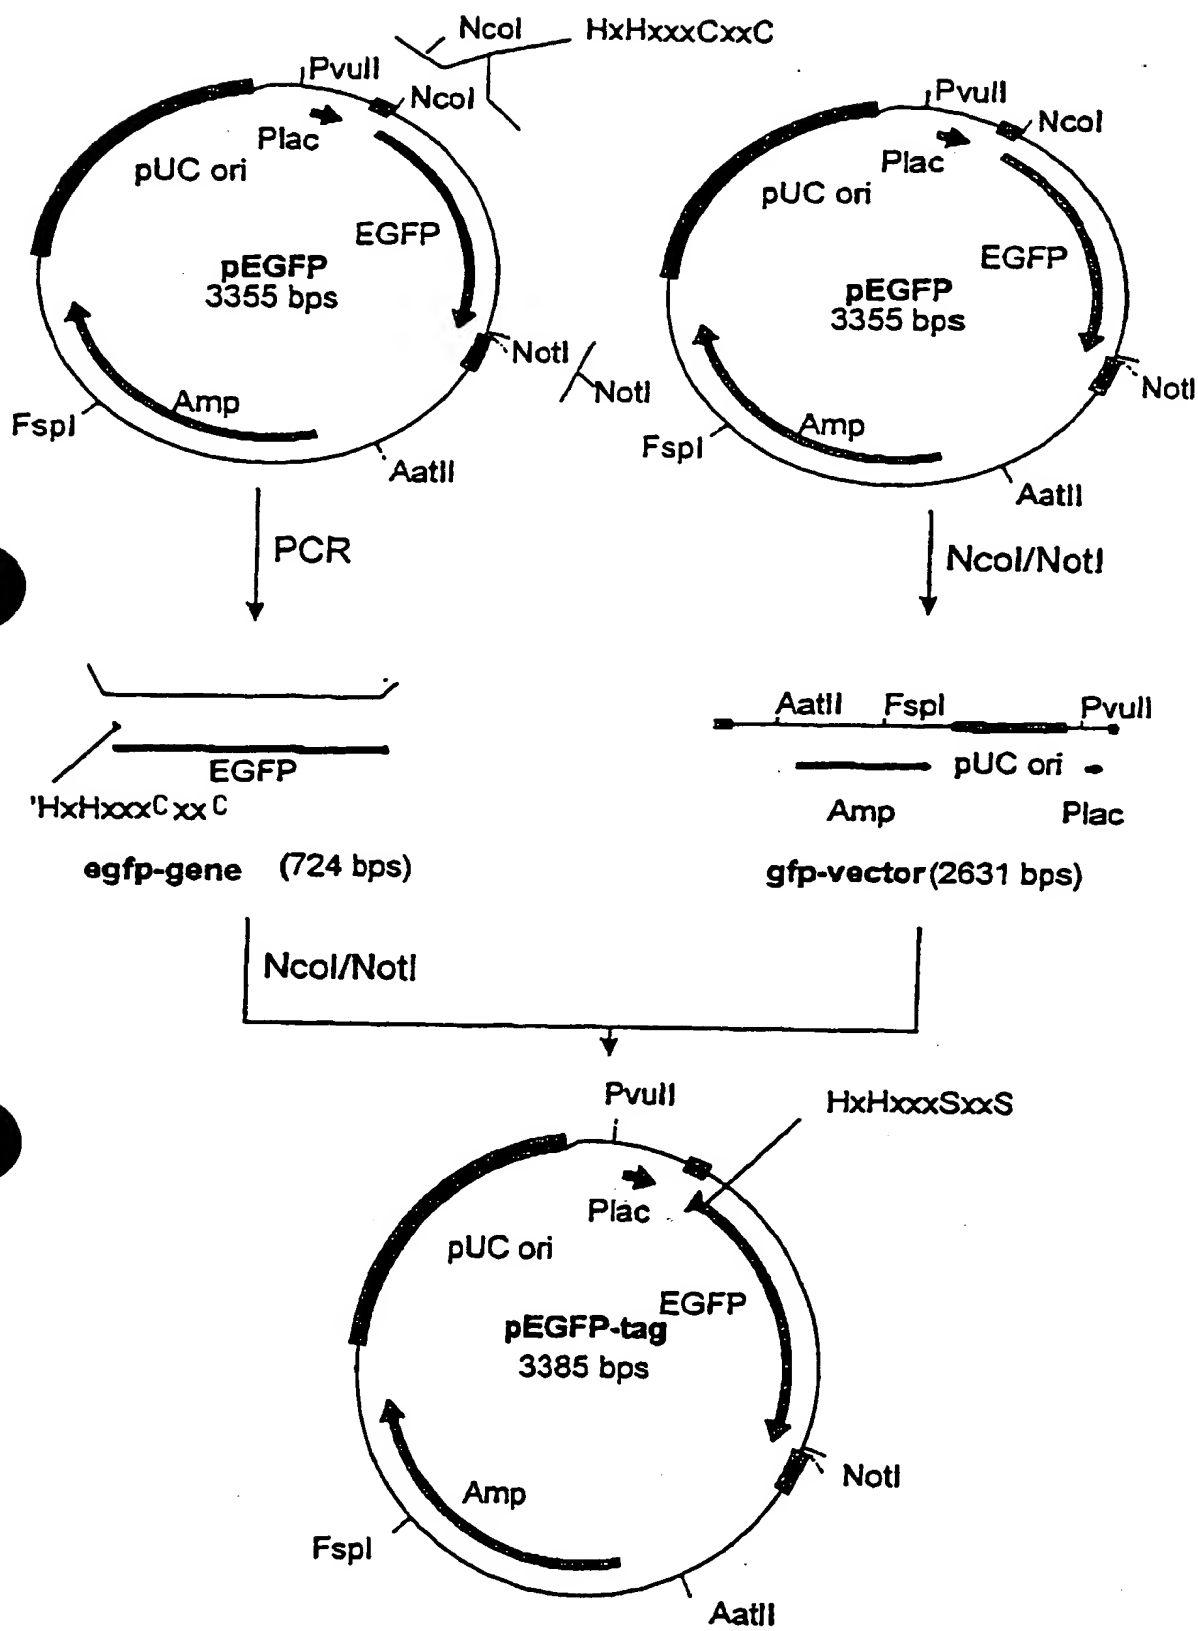 NcoI
HxHxxxCxxC
PvuII
NcoI
Plac
pUC ori
EGFP
pEGFP
3355 bps
NotI
NotI
Amp
FspI
AatII
PvuII
NcoI
Plac
pUC ori
EGFP
pEGFP
3355 bps
NotI
Amp
FspI
AatII
PCR
NcoI/NotI
EGFP
'HxHxxxCxxC
egfp-gene (724 bps)
AatII FspI PvuII
pUC ori
Amp Plac
gfp-vector (2631 bps)
NcoI/NotI
PvuII
HxHxxxSxxS
Plac
pUC ori
EGFP
pEGFP-tag
3385 bps
NotI
Amp
FspI
AatII